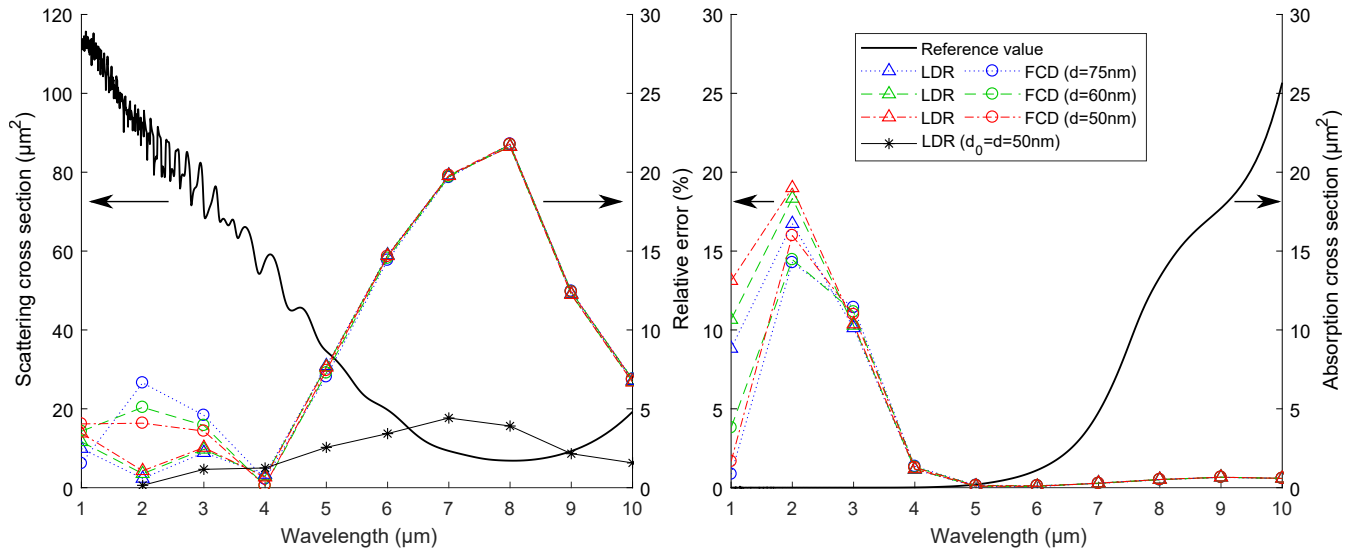 120
100
80
60
40
20
0
Scattering cross section (µm²)
30
25
20
15
10
5
0
1 2 3 4 5 6 7 8 9 10
Wavelength (µm)
Relative error (%)
30
25
20
15
10
5
0
Reference value
LDR FCD (d=75nm)
LDR FCD (d=60nm)
LDR FCD (d=50nm)
LDR (d₀=d=50nm)
30
25
20
15
10
5
0
Absorption cross section (µm²)
1 2 3 4 5 6 7 8 9 10
Wavelength (µm)